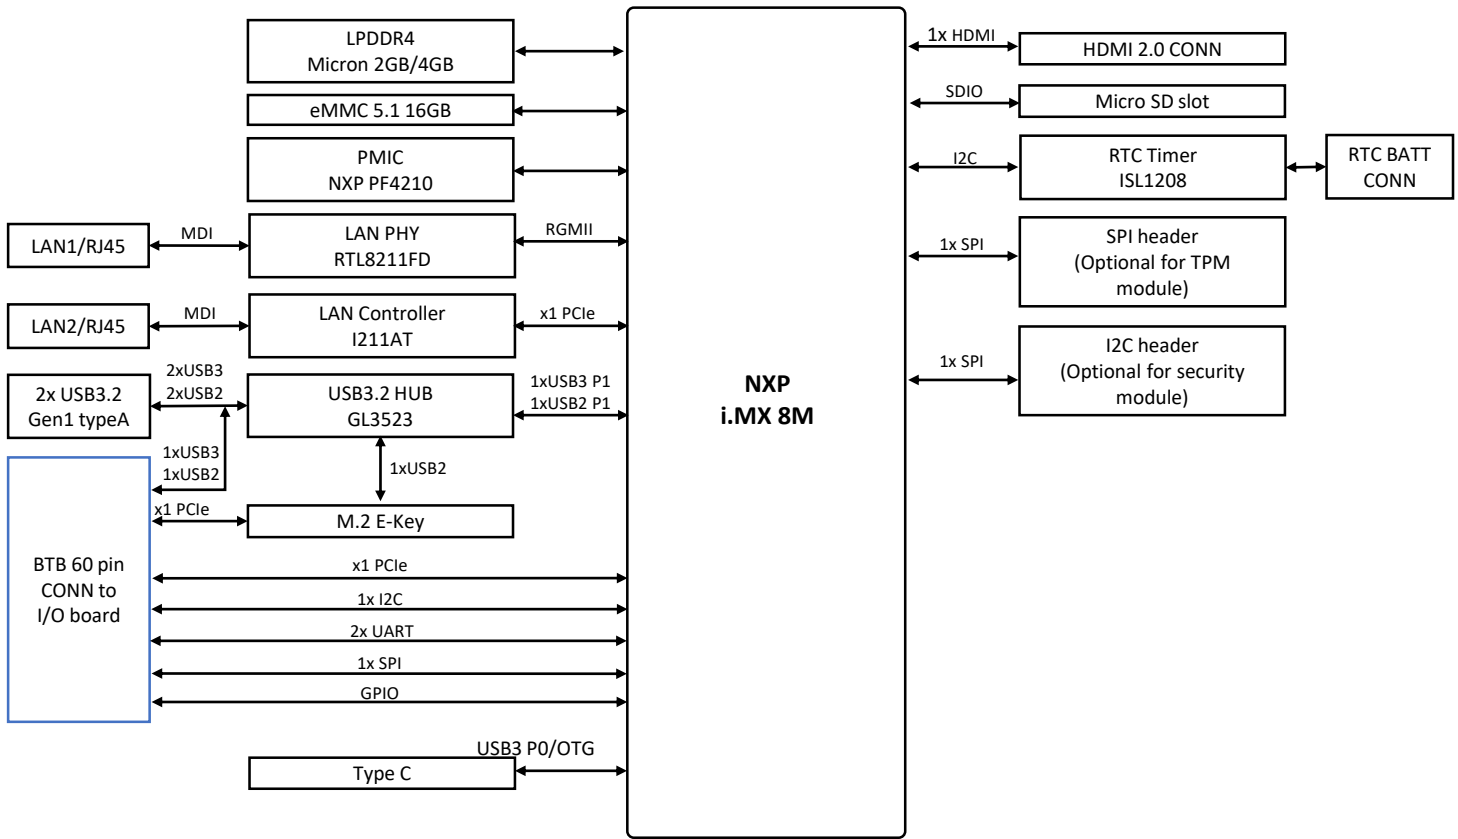 LPDDR4
Micron 2GB/4GB
eMMC 5.1 16GB
PMIC
NXP PF4210
LAN1/RJ45
MDI
LAN PHY
RTL8211FD
RGMII
LAN2/RJ45
MDI
LAN Controller
I211AT
x1 PCIe
2x USB3.2
Gen1 typeA
2xUSB3
2xUSB2
USB3.2 HUB
GL3523
1xUSB3 P1
1xUSB2 P1
1xUSB3
1xUSB2
1xUSB2
x1 PCIe
M.2 E-Key
BTB 60 pin
CONN to
I/O board
x1 PCIe
1x I2C
2x UART
1x SPI
GPIO
USB3 P0/OTG
Type C
NXP
i.MX 8M
1x HDMI
HDMI 2.0 CONN
SDIO
Micro SD slot
I2C
RTC Timer
ISL1208
RTC BATT
CONN
1x SPI
SPI header
(Optional for TPM
module)
1x SPI
I2C header
(Optional for security
module)